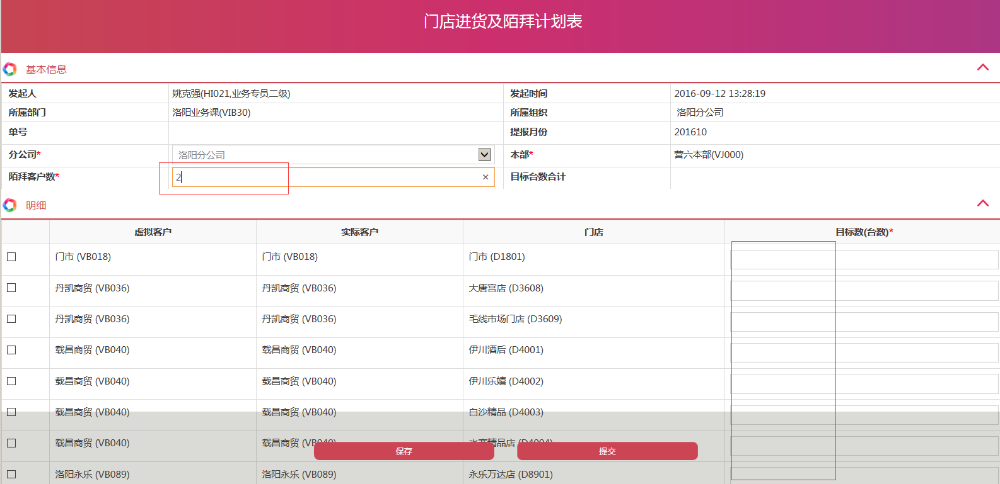 门店进货及陌拜计划表
基本信息
发起人 姚克强(HI021,业务专员二级) 发起时间 2016-09-12 13:28:19
所属部门 洛阳业务课(VIB30) 所属组织 洛阳分公司
单号 提报月份 201610
分公司* 洛阳分公司 本部* 营六本部(VJ000)
陌拜客户数* 2 × 目标台数合计
明细
虚拟客户 实际客户 门店 目标数(台数)*
门市 (VB018) 门市 (VB018) 门市 (D1801)
丹凯商贸 (VB036) 丹凯商贸 (VB036) 大唐宫店 (D3608)
丹凯商贸 (VB036) 丹凯商贸 (VB036) 毛线市场门店 (D3609)
载昌商贸 (VB040) 载昌商贸 (VB040) 伊川酒后 (D4001)
载昌商贸 (VB040) 载昌商贸 (VB040) 伊川乐嬉 (D4002)
载昌商贸 (VB040) 载昌商贸 (VB040) 白沙精品 (D4003)
载昌商贸 (VB040) 载昌商贸 (VB040) 水寨精品店 (D4004)
保存 提交
洛阳永乐 (VB089) 洛阳永乐 (VB089) 永乐万达店 (D8901)